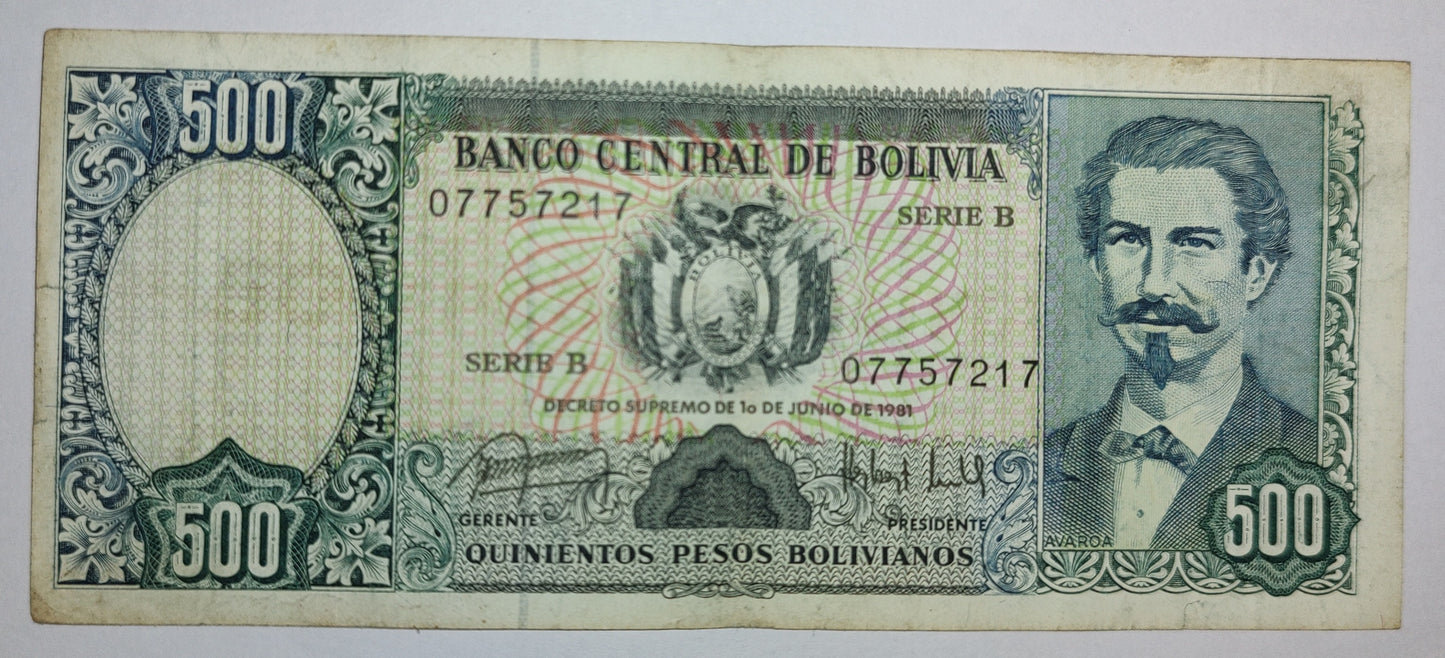 500
BANCO CENTRAL DE BOLIVIA
07757217
SERIE B
BOLIVIA
SERIE B
07757217
DECRETO SUPREMO DE 1o DE JUNIO DE 1981
GERENTE
PRESIDENTE
QUINIENTOS PESOS BOLIVIANOS
500
AVAROA
500